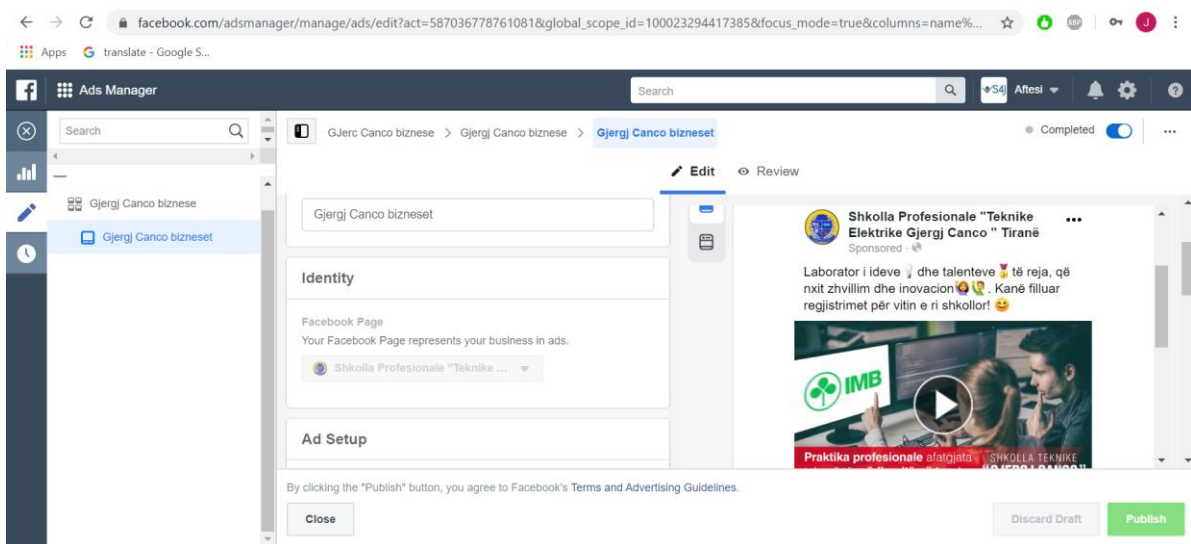 facebook.com/adsmanager/manage/ads/edit?act=587036778761081&global_scope_id=100023294417385&focus_mode=true&columns=name%...
ABP
J
Apps
translate - Google S...
Ads Manager
Search
S4J
Aftesi
Search
GJerc Canco biznese > Gjergj Canco biznese > Gjergj Canco bizneset
Completed
Edit
Review
Gjergj Canco biznese
Gjergj Canco bizneset
Gjergj Canco bizneset
Identity
Facebook Page
Your Facebook Page represents your business in ads.
Shkolla Profesionale "Teknike ...
Ad Setup
Shkolla Profesionale "Teknike
Elektrike Gjergj Canco " Tiranë
Sponsored ·
Laborator i ideve 💡 dhe talenteve 🏅 të reja, që
nxit zhvillim dhe inovacion. Kanë filluar
regjistrimet për vitin e ri shkollor! 😊
IMB
Praktika profesionale afatgjata
SHKOLLA TEKNIKE
By clicking the "Publish" button, you agree to Facebook's Terms and Advertising Guidelines.
Close
Discard Draft
Publish